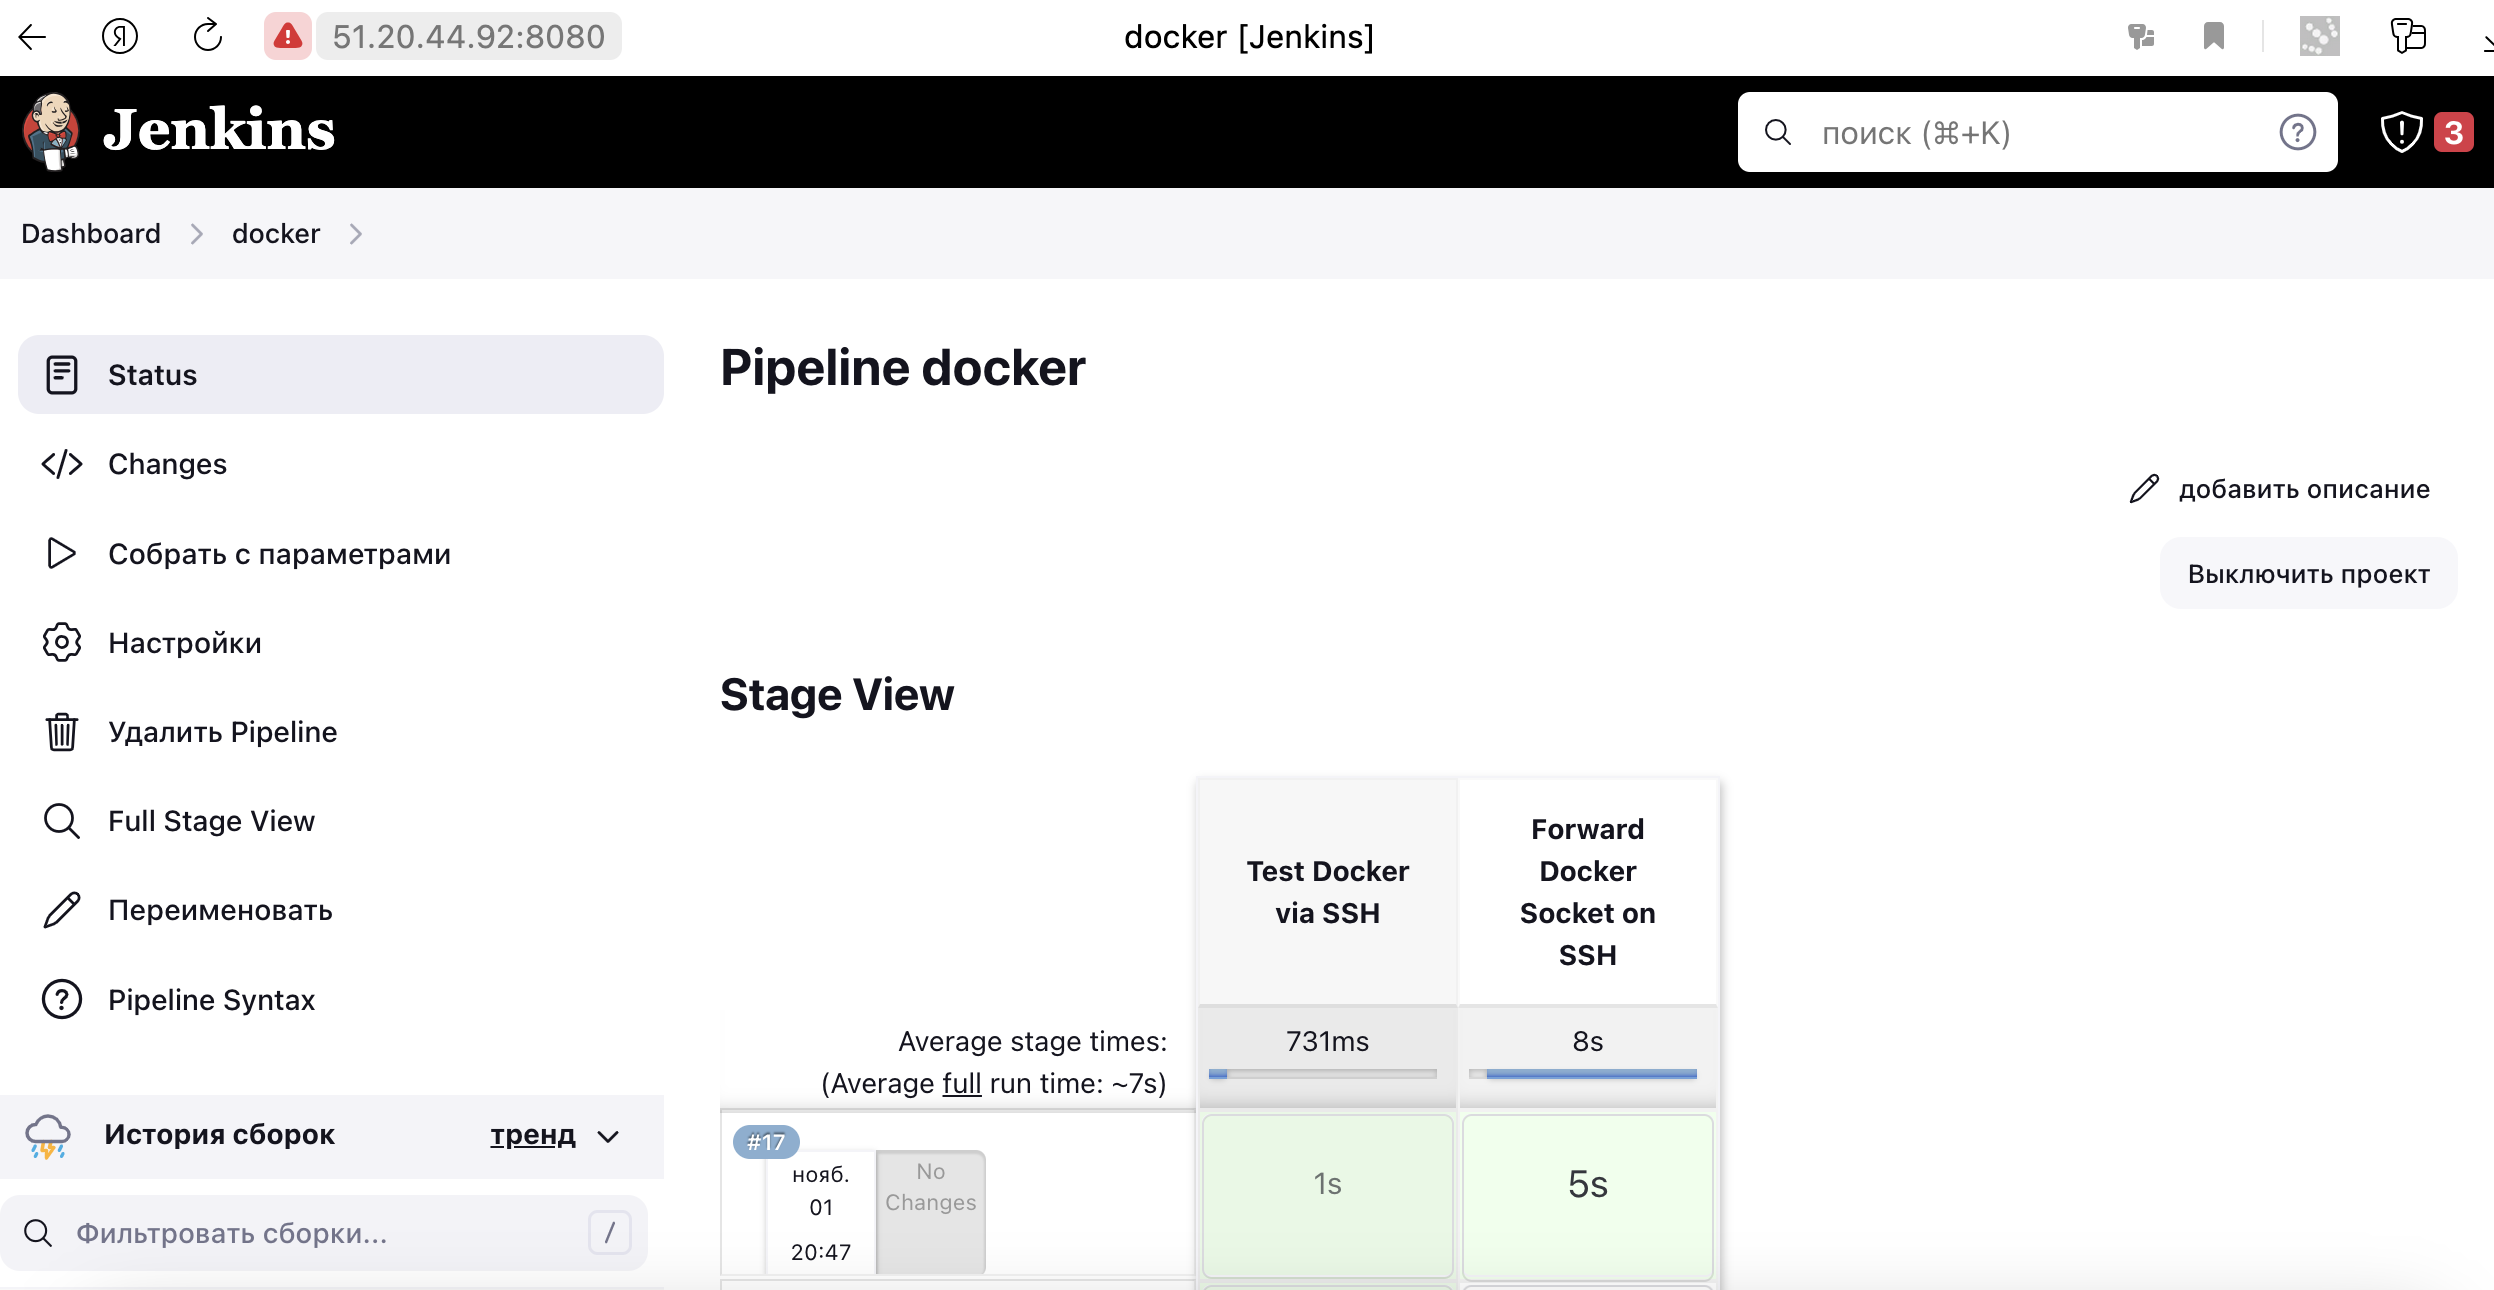 51.20.44.92:8080
docker [Jenkins]
Jenkins
поиск (⌘+K)
3
Dashboard
docker
Status
Changes
Собрать с параметрами
Настройки
Удалить Pipeline
Full Stage View
Переименовать
Pipeline Syntax
История сборок
тренд
Фильтровать сборки...
/
Pipeline docker
добавить описание
Выключить проект
Stage View
Test Docker
via SSH
Forward
Docker
Socket on
SSH
Average stage times:
(Average full run time: ~7s)
731ms
8s
#17
нояб.
01
20:47
No
Changes
1s
5s